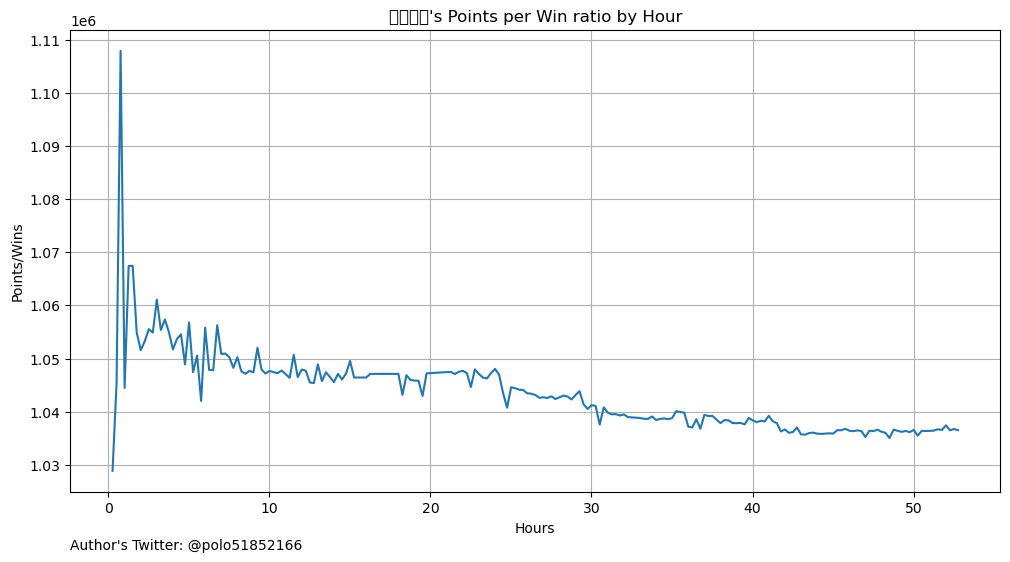 1e6
's Points per Win ratio by Hour
1.11
1.10
1.09
1.08
1.07
1.06
1.05
1.04
1.03
Points/Wins
0 10 20 30 40 50
Hours
Author's Twitter: @polo51852166